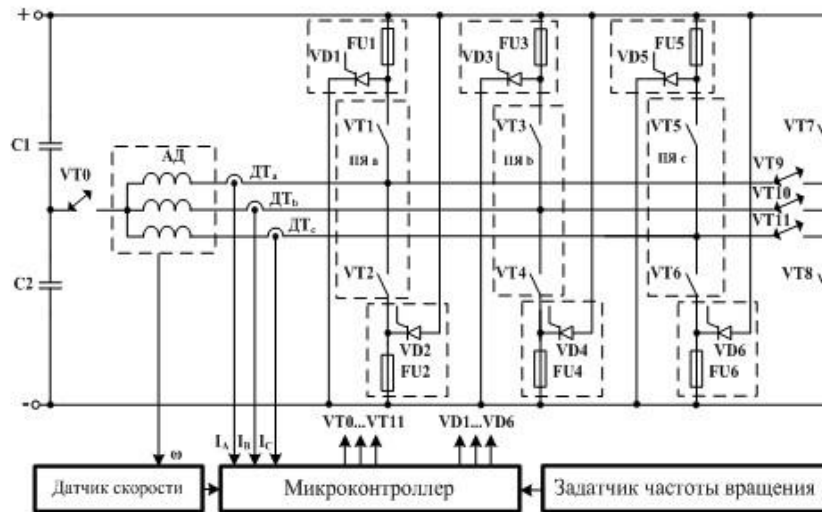 +
FU1
VD1
FU3
VD3
FU5
VD5
C1
VT0
АД
VT1
ПЯ a
VT3
ПЯ b
VT5
ПЯ c
VT7
VT9
ДТa
ДТb
VT10
ДТc
VT11
C2
VT2
VT4
VT6
VT8
VD2
VD4
VD6
FU2
FU4
FU6
-
VT0...VT11
VD1...VD6
ω
IA
IB
IC
Датчик скорости
Микроконтроллер
Задатчик частоты вращения